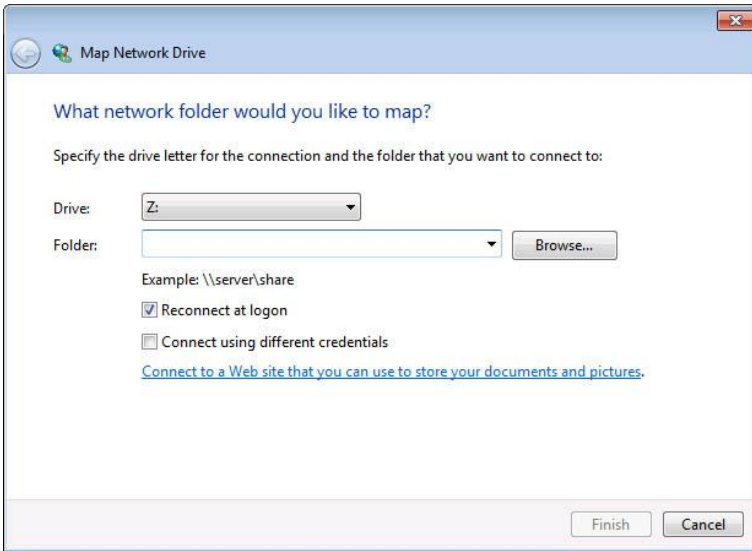 Map Network Drive
What network folder would you like to map?
Specify the drive letter for the connection and the folder that you want to connect to:
Drive: Z:
Folder: Browse...
Example: \\server\share
Reconnect at logon
Connect using different credentials
Connect to a Web site that you can use to store your documents and pictures.
Finish Cancel